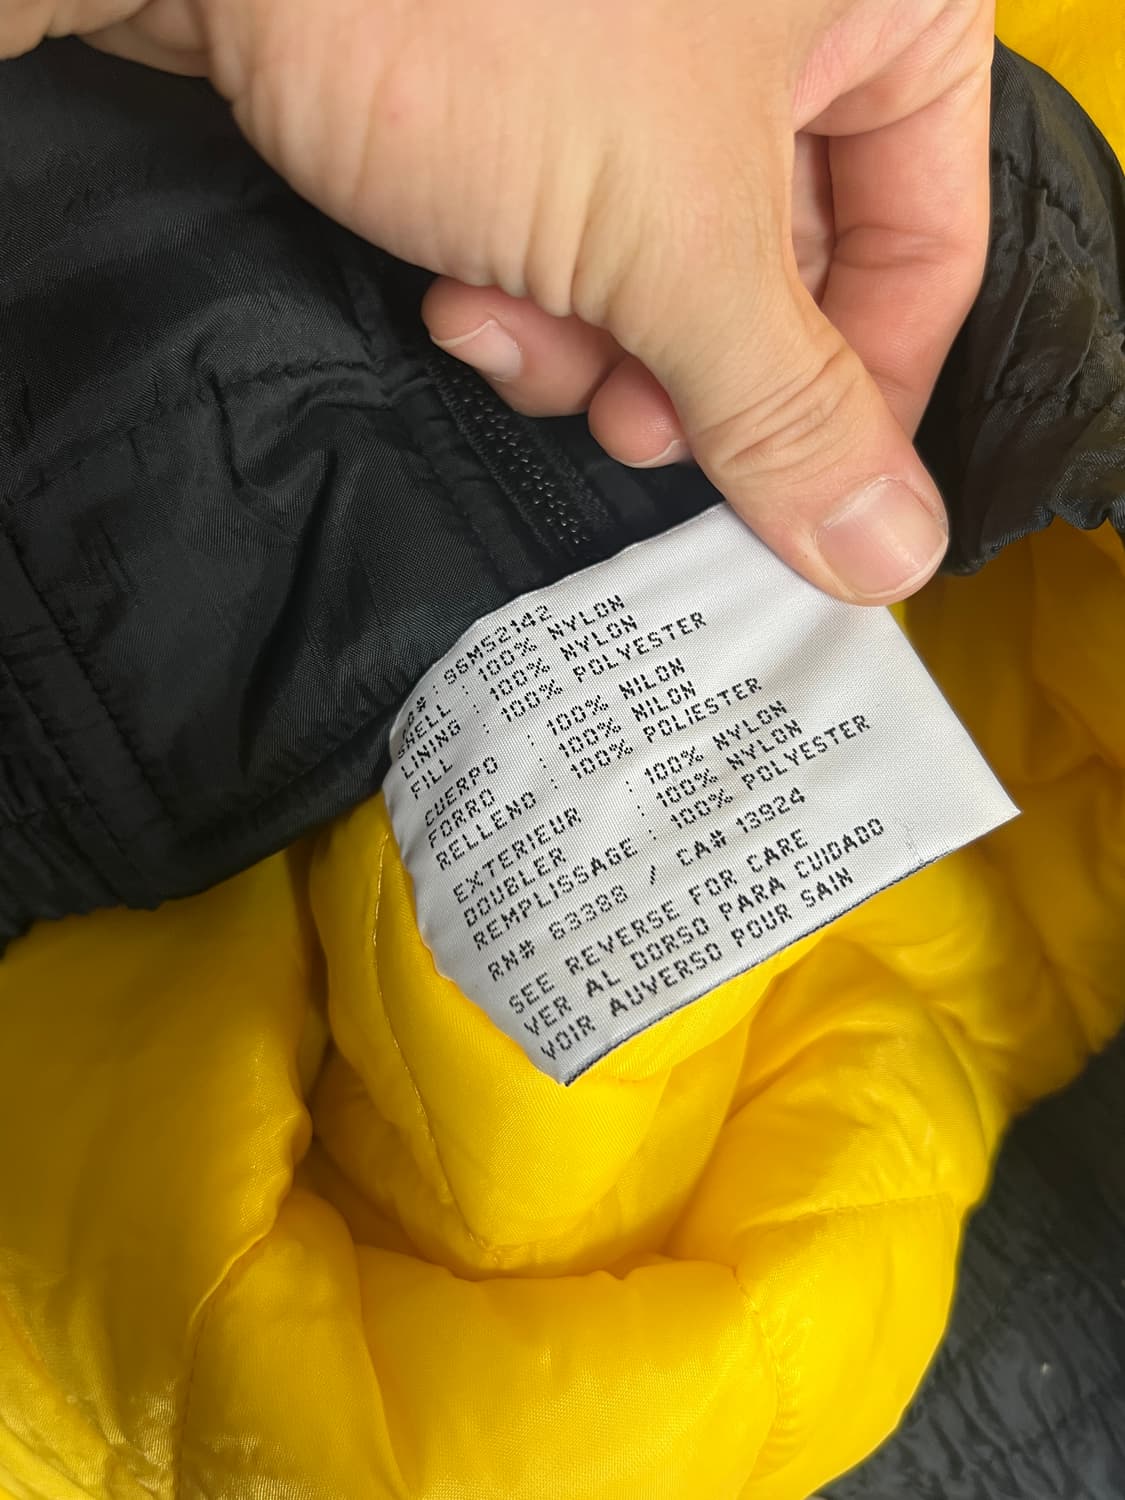 #: 96MS2142
SHELL : 100% NYLON
LINING : 100% NYLON
FILL : 100% POLYESTER
CUERPO : 100% NILON
FORRO : 100% NILON
RELLENO : 100% POLIESTER
EXTERIEUR : 100% NYLON
DOUBLER : 100% NYLON
REMPLISSAGE : 100% POLYESTER
RN# 63388 / CA# 13924
SEE REVERSE FOR CARE
VER AL DORSO PARA CUIDADO
VOIR AUVERSO POUR SAIN